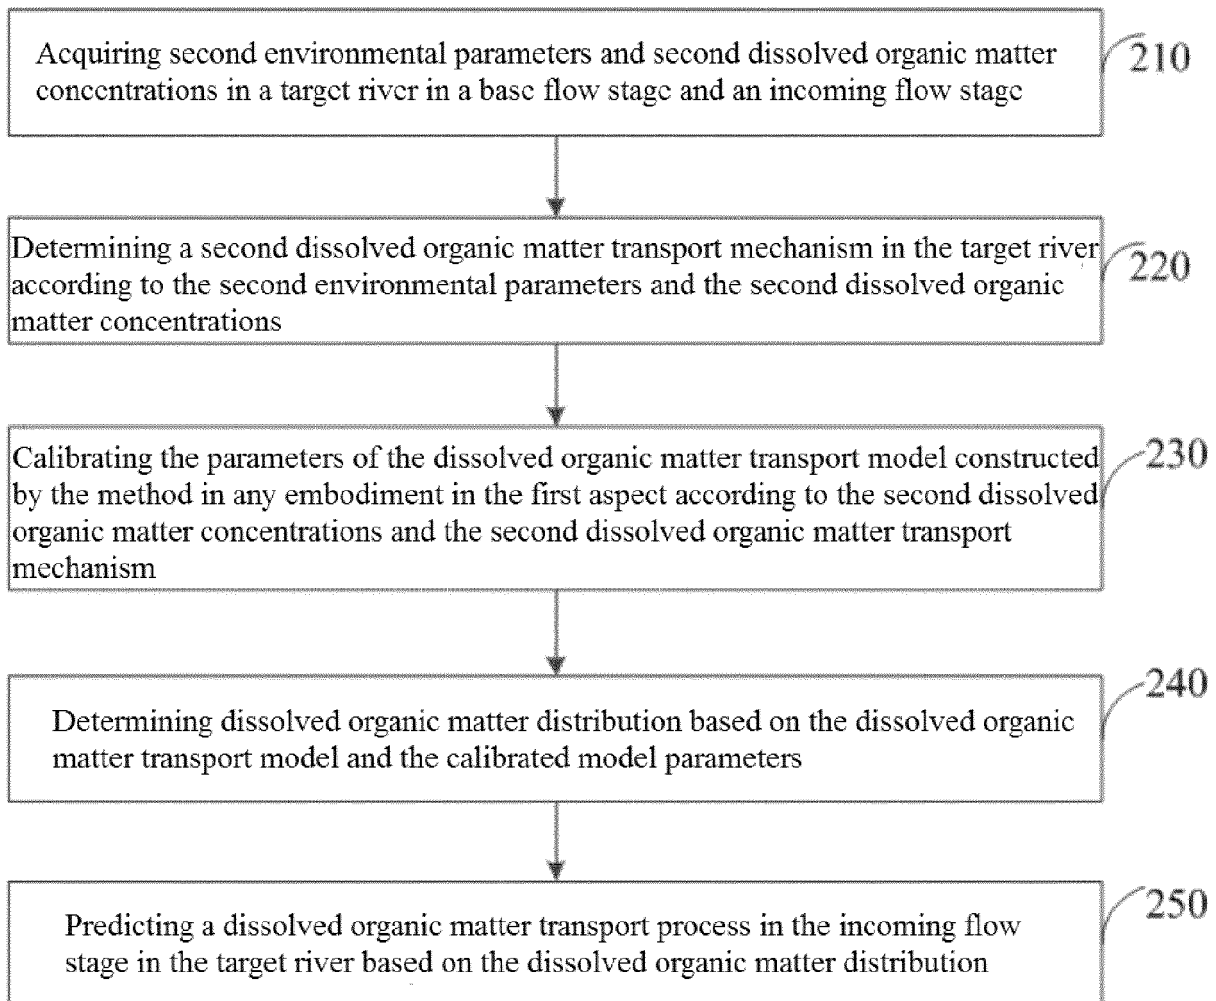 Acquiring second environmental parameters and second dissolved organic matter
concentrations in a target river in a base flow stage and an incoming flow stage
210
Determining a second dissolved organic matter transport mechanism in the target river
according to the second environmental parameters and the second dissolved organic
matter concentrations
220
Calibrating the parameters of the dissolved organic matter transport model constructed
by the method in any embodiment in the first aspect according to the second dissolved
organic matter concentrations and the second dissolved organic matter transport
mechanism
230
Determining dissolved organic matter distribution based on the dissolved organic
matter transport model and the calibrated model parameters
240
Predicting a dissolved organic matter transport process in the incoming flow
stage in the target river based on the dissolved organic matter distribution
250